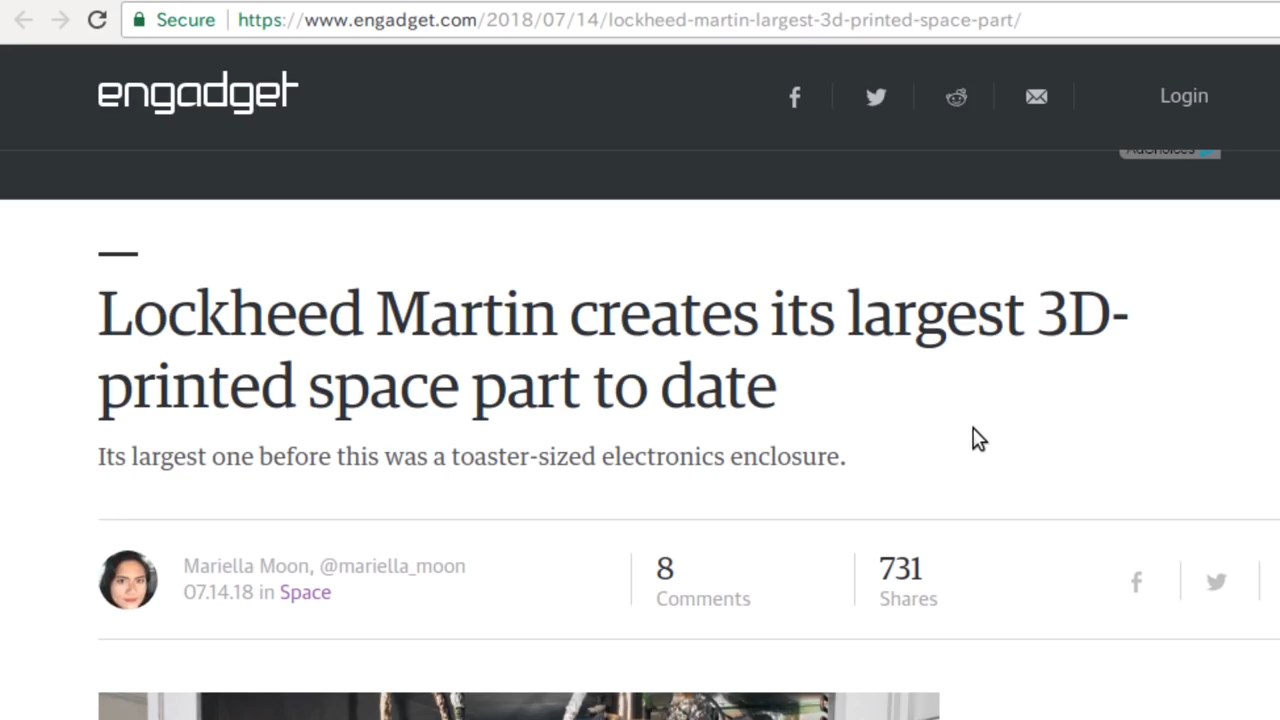 Secure https://www.engadget.com/2018/07/14/lockheed-martin-largest-3d-printed-space-part/
engadget
Login
AdChoices
Lockheed Martin creates its largest 3D-
printed space part to date
Its largest one before this was a toaster-sized electronics enclosure.
Mariella Moon, @mariella_moon
07.14.18 in Space
8
Comments
731
Shares